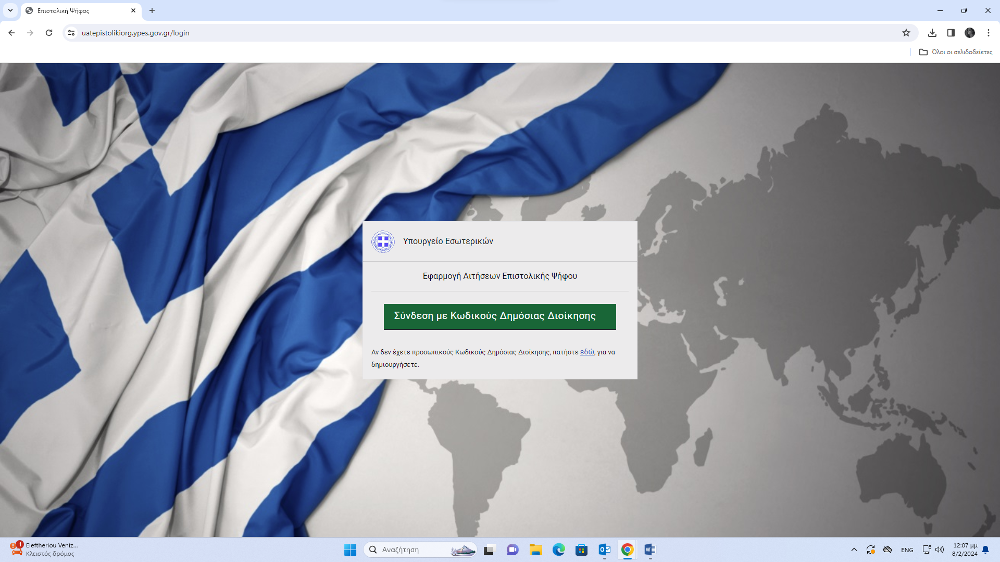 Επιστολική Ψήφος
uatepistolikiorg.ypes.gov.gr/login
Όλοι οι σελιδοδείκτες
Υπουργείο Εσωτερικών
Εφαρμογή Αιτήσεων Επιστολικής Ψήφου
Σύνδεση με Κωδικούς Δημόσιας Διοίκησης
Αν δεν έχετε προσωπικούς Κωδικούς Δημόσιας Διοίκησης, πατήστε εδώ, για να
δημιουργήσετε.
1
Eleftheriou Veniz...
Κλειστός δρόμος
Αναζήτηση
ENG
12:07 μμ
8/2/2024